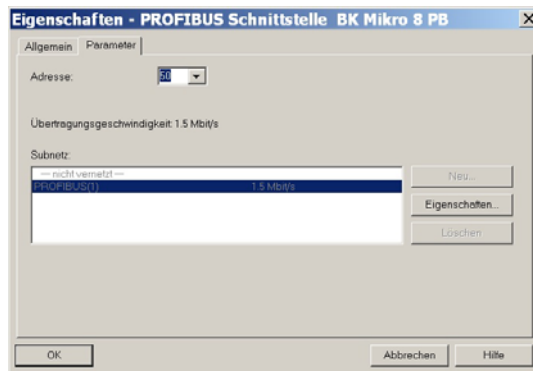 Eigenschaften - PROFIBUS Schnittstelle BK Mikro 8 PB
Allgemein Parameter
Adresse: 50
Übertragungsgeschwindigkeit: 1.5 Mbit/s
Subnetz:
--- nicht vernetzt ---
PROFIBUS(1) 1.5 Mbit/s
Neu...
Eigenschaften...
Löschen
OK Abbrechen Hilfe